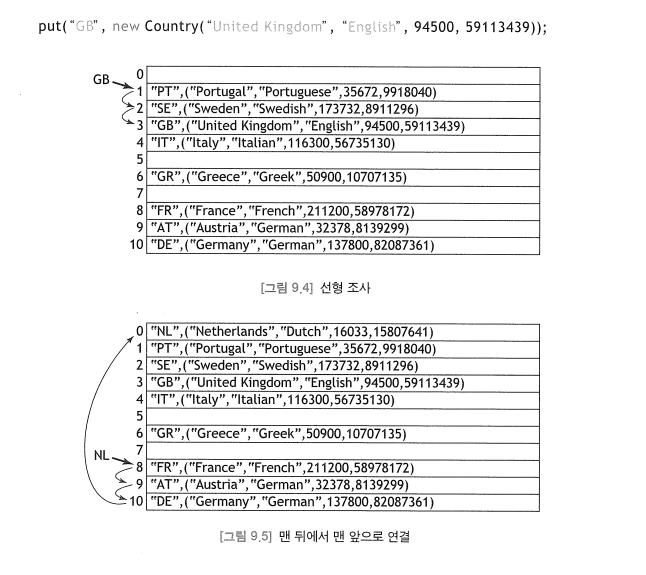 put("GB", new Country("United Kingdom", "English", 94500, 59113439));
GB
0
1 "PT",("Portugal","Portuguese",35672,9918040)
2 "SE",("Sweden","Swedish",173732,8911296)
3 "GB",("United Kingdom","English",94500,59113439)
4 "IT",("Italy","Italian",116300,56735130)
5
6 "GR",("Greece","Greek",50900,10707135)
7
8 "FR",("France","French",211200,58978172)
9 "AT",("Austria","German",32378,8139299)
10 "DE",("Germany","German",137800,82087361)
[그림 9.4] 선형 조사
0 "NL",("Netherlands","Dutch",16033,15807641)
1 "PT",("Portugal","Portuguese",35672,9918040)
2 "SE",("Sweden","Swedish",173732,8911296)
3 "GB",("United Kingdom","English",94500,59113439)
4 "IT",("Italy","Italian",116300,56735130)
5
6 "GR",("Greece","Greek",50900,10707135)
7
NL
8 "FR",("France","French",211200,58978172)
9 "AT",("Austria","German",32378,8139299)
10 "DE",("Germany","German",137800,82087361)
[그림 9.5] 맨 뒤에서 맨 앞으로 연결